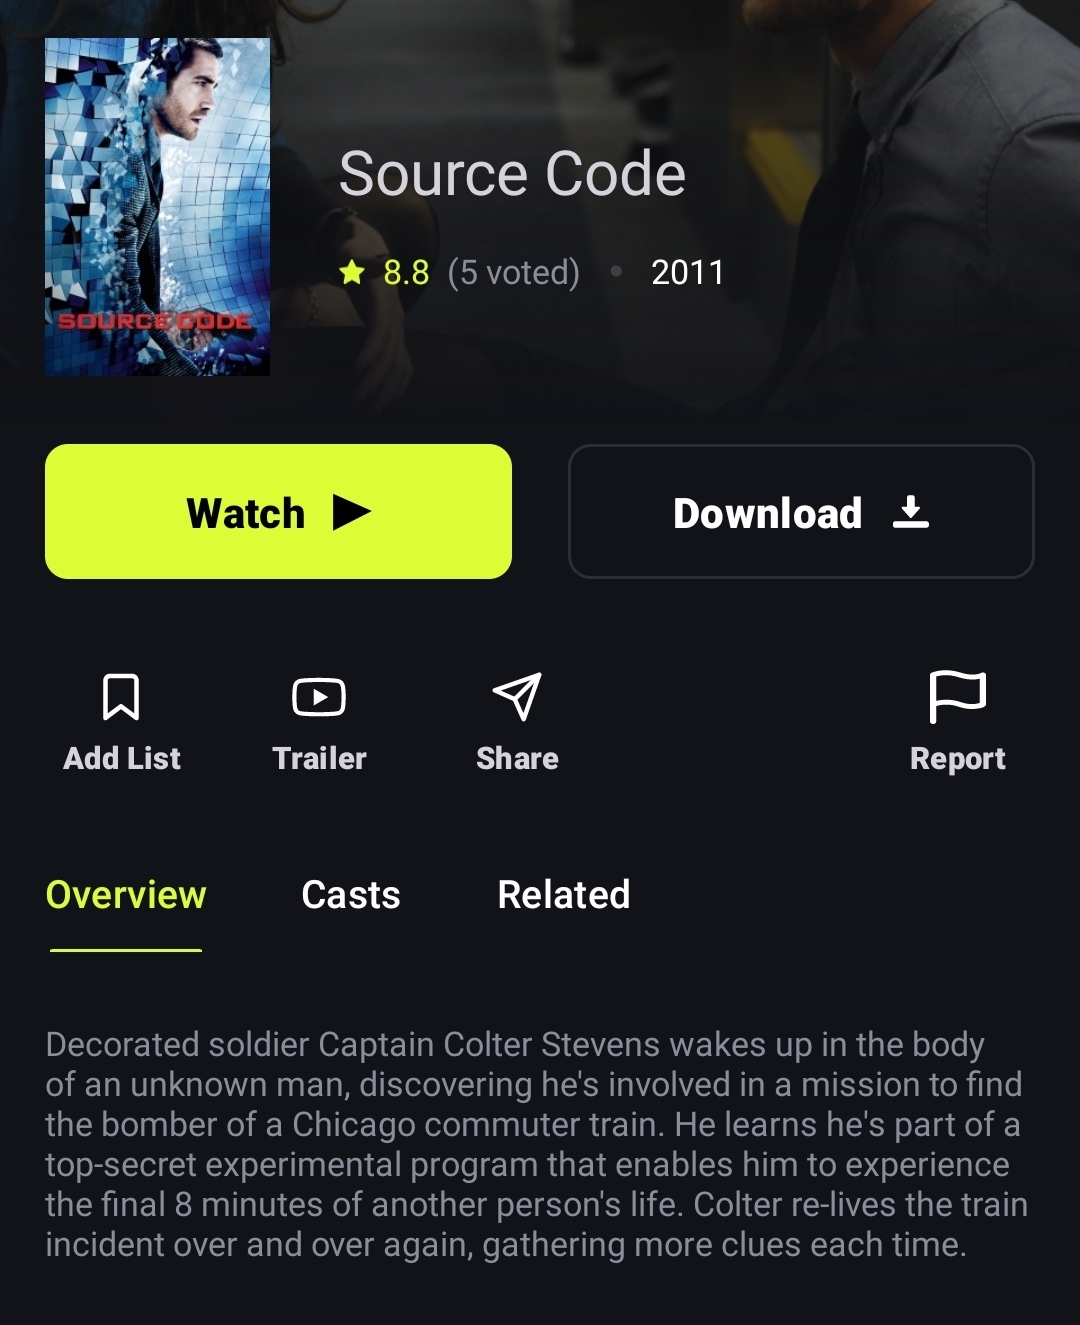 SOURCE CODE
Source Code
8.8 (5 voted) • 2011
Watch
Download
Add List
Trailer
Share
Report
Overview
Casts
Related
Decorated soldier Captain Colter Stevens wakes up in the body
of an unknown man, discovering he's involved in a mission to find
the bomber of a Chicago commuter train. He learns he's part of a
top-secret experimental program that enables him to experience
the final 8 minutes of another person's life. Colter re-lives the train
incident over and over again, gathering more clues each time.